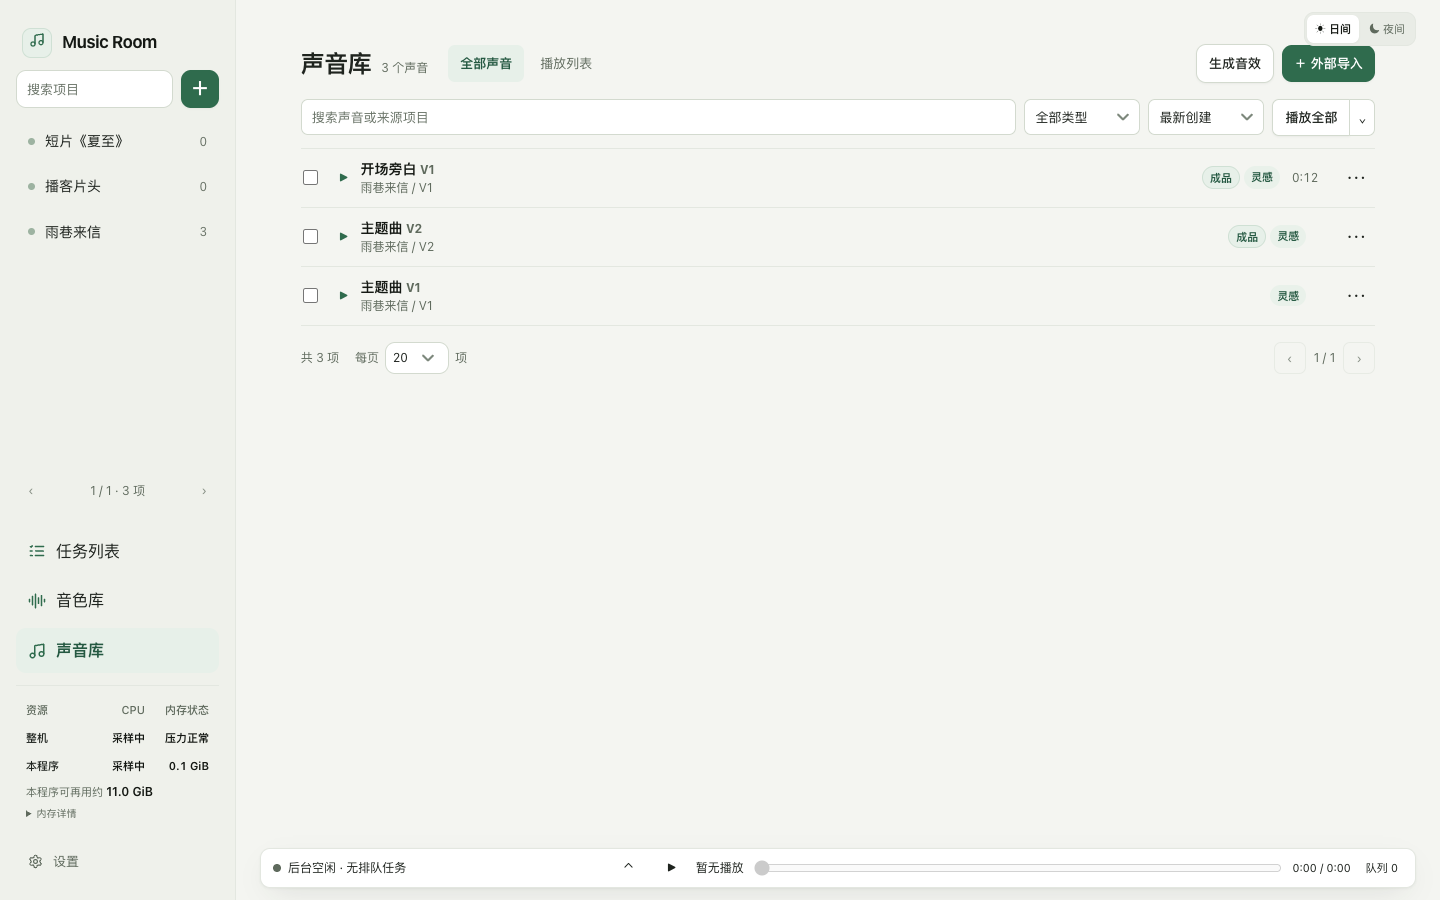 Music Room
搜索项目
短片《夏至》 0
播客片头 0
雨巷来信 3
‹ 1 / 1 · 3 项 ›
任务列表
音色库
声音库
资源 CPU 内存状态
整机 采样中 压力正常
本程序 采样中 0.1 GiB
本程序可再用约 11.0 GiB
内存详情
设置
日间 夜间
声音库 3 个声音 全部声音 播放列表 生成音效 + 外部导入
搜索声音或来源项目 全部类型 最新创建 播放全部
开场旁白 V1
雨巷来信 / V1
成品 灵感 0:12 ···
主题曲 V2
雨巷来信 / V2
成品 灵感 ···
主题曲 V1
雨巷来信 / V1
灵感 ···
共 3 项 每页 20 项 ‹ 1 / 1 ›
后台空闲 · 无排队任务 暂无播放 0:00 / 0:00 队列 0